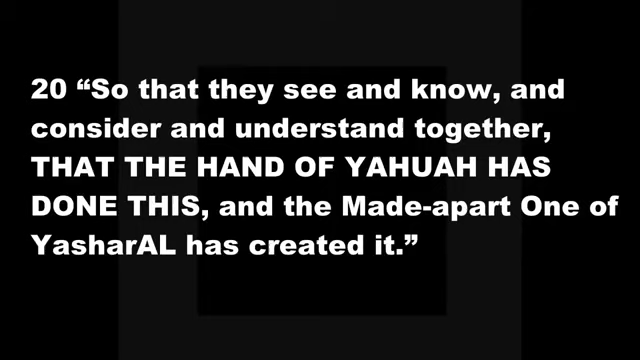 20 “So that they see and know, and
consider and understand together,
THAT THE HAND OF YAHUAH HAS
DONE THIS, and the Made-apart One of
YasharAL has created it.”